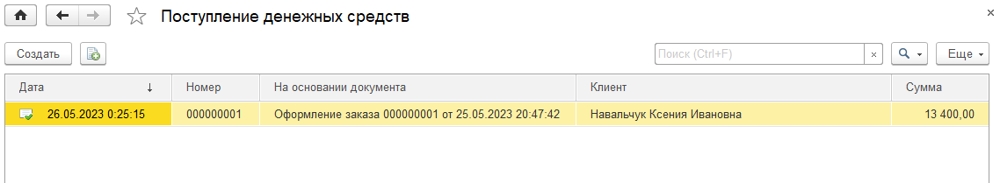 Поступление денежных средств
Создать Поиск (Ctrl+F) × Еще
Дата ↓ Номер На основании документа Клиент Сумма
26.05.2023 0:25:15 000000001 Оформление заказа 000000001 от 25.05.2023 20:47:42 Навальчук Ксения Ивановна 13 400,00